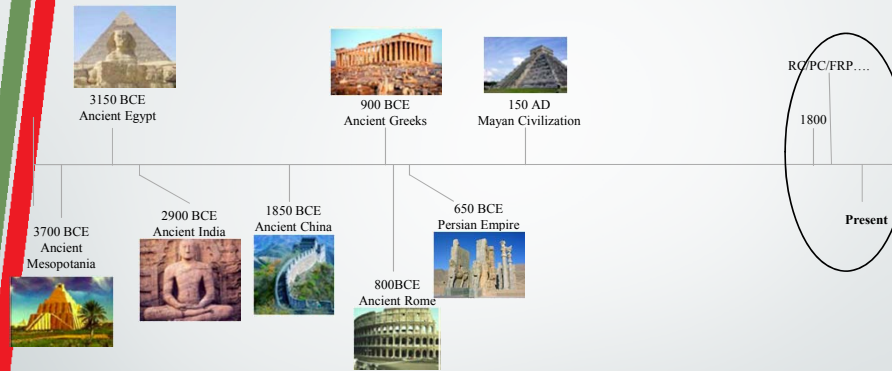 3150 BCE
Ancient Egypt
900 BCE
Ancient Greeks
150 AD
Mayan Civilization
RC/PC/FRP….
1800
3700 BCE
Ancient
Mesopotania
2900 BCE
Ancient India
1850 BCE
Ancient China
800BCE
Ancient Rome
650 BCE
Persian Empire
Present